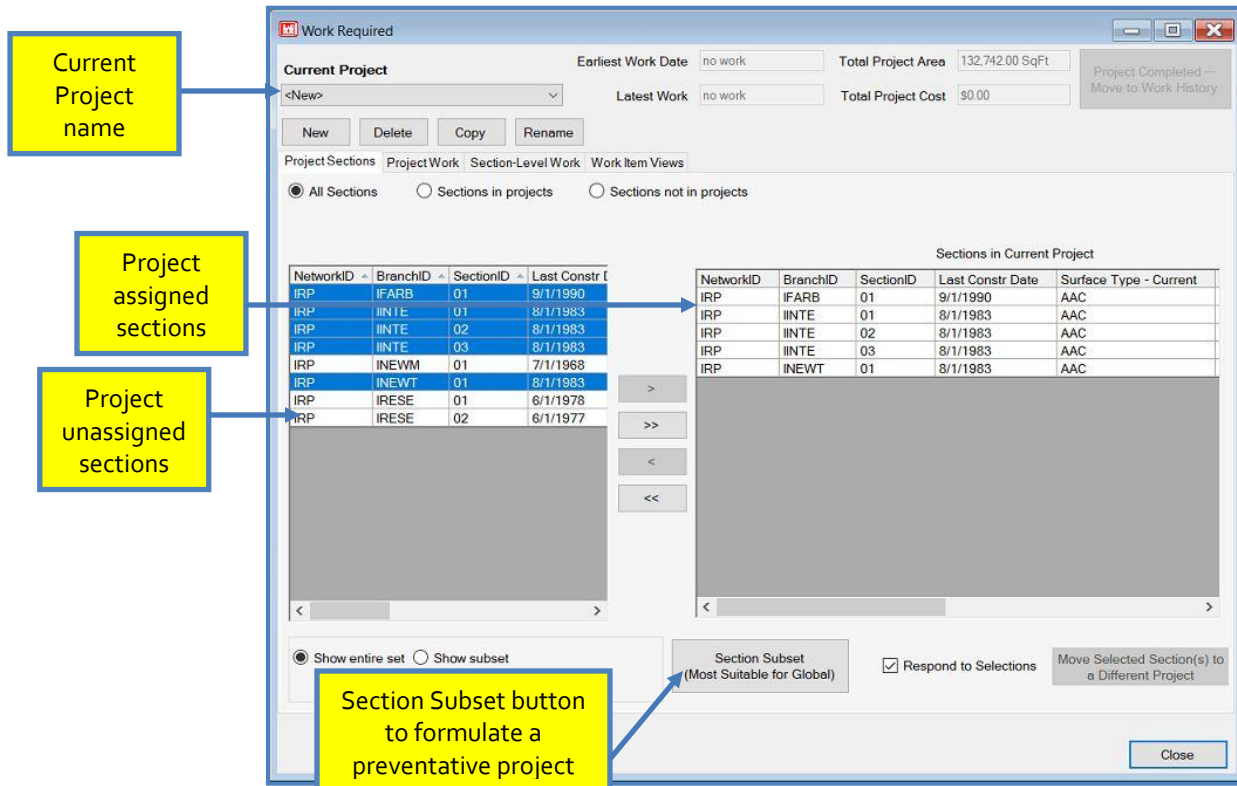 Work Required
Current
Project
name
Current Project
Earliest Work Date no work Total Project Area 132,742.00 SqFt
Project Completed --
Move to Work History
<New>
Latest Work no work Total Project Cost $0.00
New Delete Copy Rename
Project Sections Project Work Section-Level Work Work Item Views
All Sections Sections in projects Sections not in projects
Project
assigned
sections
Project
unassigned
sections
NetworkID BranchID SectionID Last Constr D
IRP IFARB 01 9/1/1990
IRP IINTE 01 8/1/1983
IRP IINTE 02 8/1/1983
IRP IINTE 03 8/1/1983
IRP INEWM 01 7/1/1968
IRP INEWT 01 8/1/1983
IRP IRESE 01 6/1/1978
IRP IRESE 02 6/1/1977
>
>>
<
<<
Sections in Current Project
NetworkID BranchID SectionID Last Constr Date Surface Type - Current
IRP IFARB 01 9/1/1990 AAC
IRP IINTE 01 8/1/1983 AAC
IRP IINTE 02 8/1/1983 AAC
IRP IINTE 03 8/1/1983 AAC
IRP INEWT 01 8/1/1983 AAC
Show entire set Show subset
Section Subset
(Most Suitable for Global)
Respond to Selections
Move Selected Section(s) to
a Different Project
Section Subset button
to formulate a
preventative project
Close